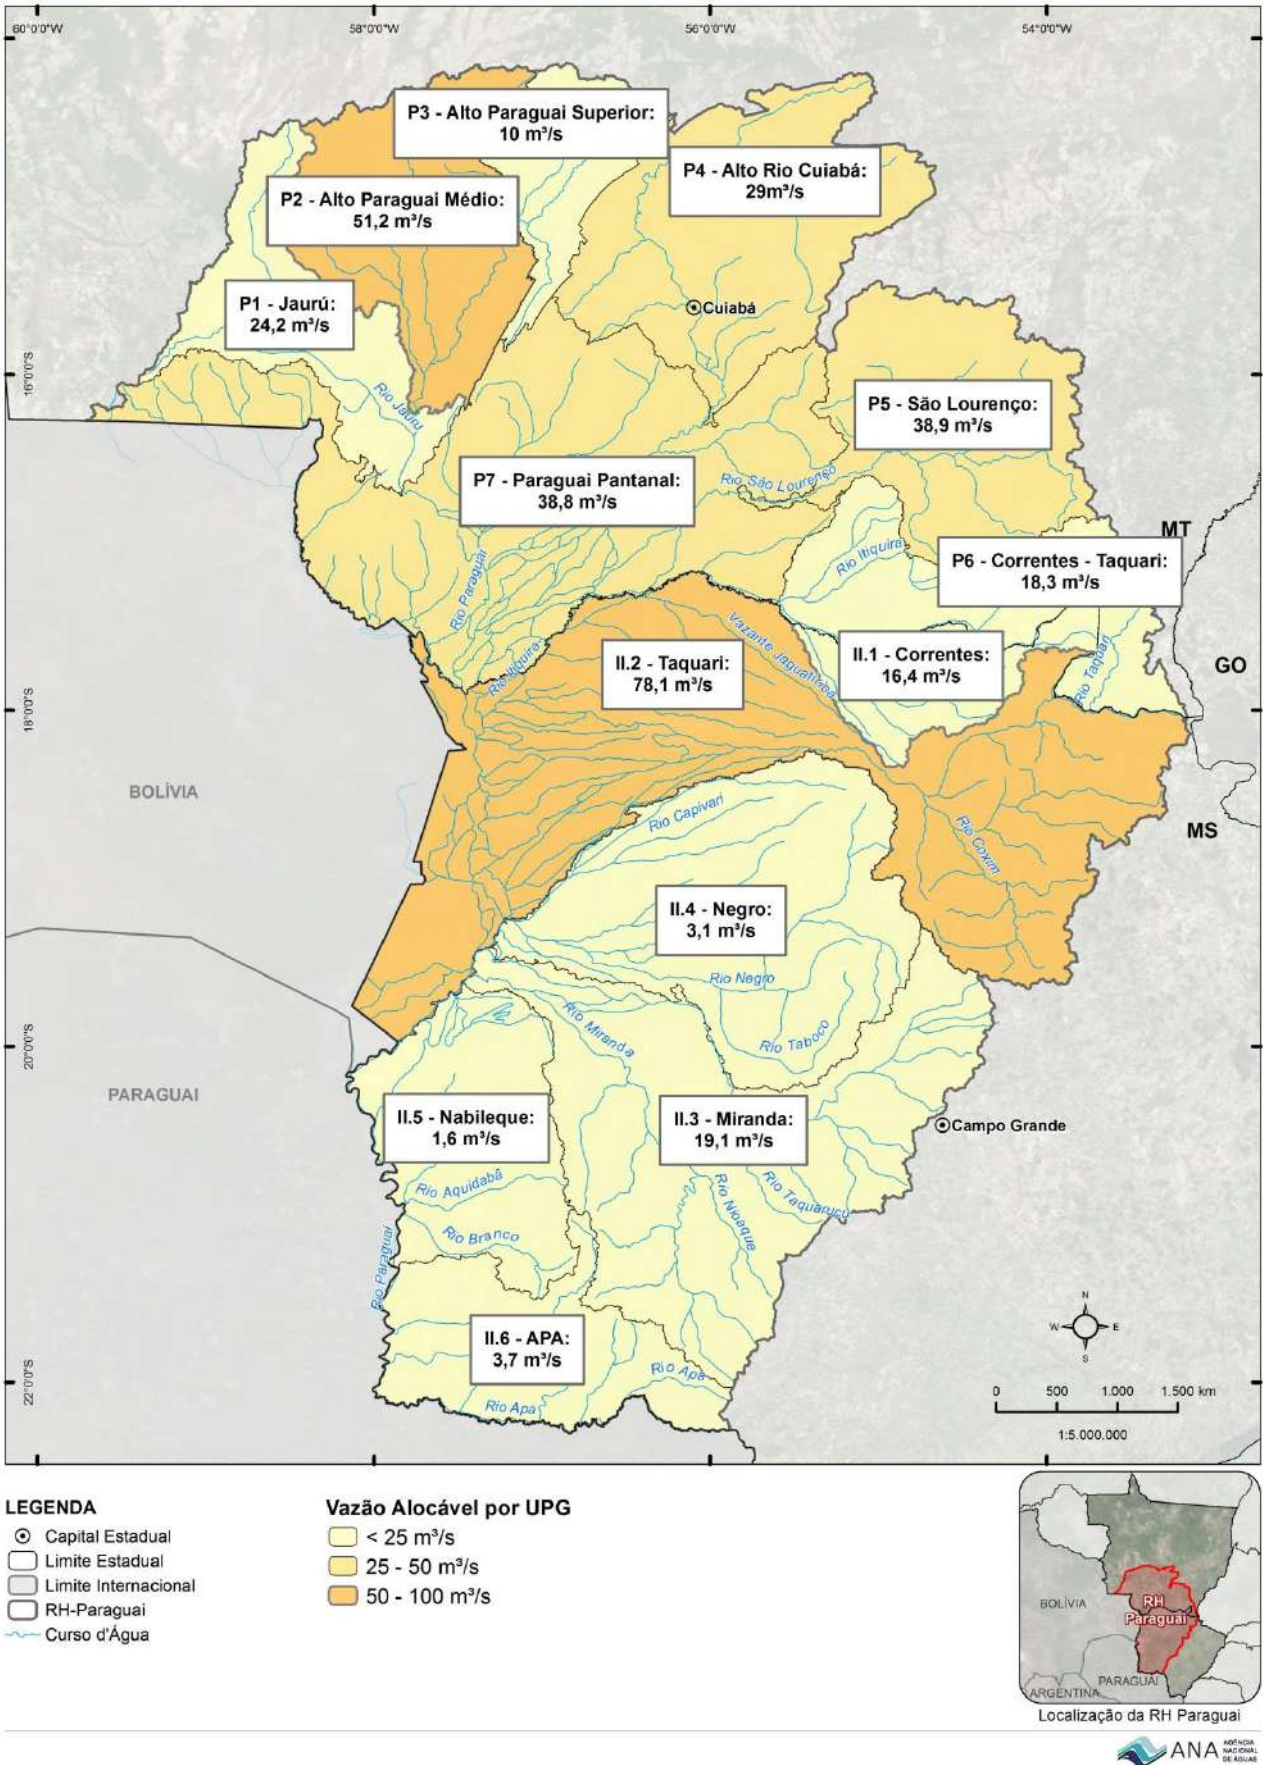 60°0'0"W
58°0'0"W
56°0'0"W
54°0'0"W
P3 - Alto Paraguai Superior:
10 m³/s
P4 - Alto Rio Cuiabá:
29m³/s
P2 - Alto Paraguai Médio:
51,2 m³/s
P1 - Jaurú:
24,2 m³/s
Cuiabá
16°0'0"S
Rio Jauru
P5 - São Lourenço:
38,9 m³/s
P7 - Paraguai Pantanal:
38,8 m³/s
Rio São Lourenço
MT
Rio Itiquira
P6 - Correntes - Taquari:
18,3 m³/s
Rio Paraguai
Vazante Jaguatirica
II.2 - Taquari:
78,1 m³/s
II.1 - Correntes:
16,4 m³/s
Rio Itiquira
Rio Taquari
GO
18°0'0"S
BOLÍVIA
Rio Capivari
Rio Coxim
MS
II.4 - Negro:
3,1 m³/s
Rio Negro
Rio Miranda
Rio Taboco
20°0'0"S
PARAGUAI
II.5 - Nabileque:
1,6 m³/s
II.3 - Miranda:
19,1 m³/s
Campo Grande
Rio Aquidabã
Rio Taquaruçu
Rio Nioaque
Rio Branco
Rio Paraguai
N
W
E
S
II.6 - APA:
3,7 m³/s
Rio Apa
Rio Apa
22°0'0"S
0 500 1.000 1.500 km
1:5.000.000
LEGENDA
Capital Estadual
Limite Estadual
Limite Internacional
RH-Paraguai
Curso d'Água
Vazão Alocável por UPG
< 25 m³/s
25 - 50 m³/s
50 - 100 m³/s
BOLÍVIA
RH
Paraguai
PARAGUAI
ARGENTINA
Localização da RH Paraguai
ANA
AGÊNCIA
NACIONAL
DE ÁGUAS